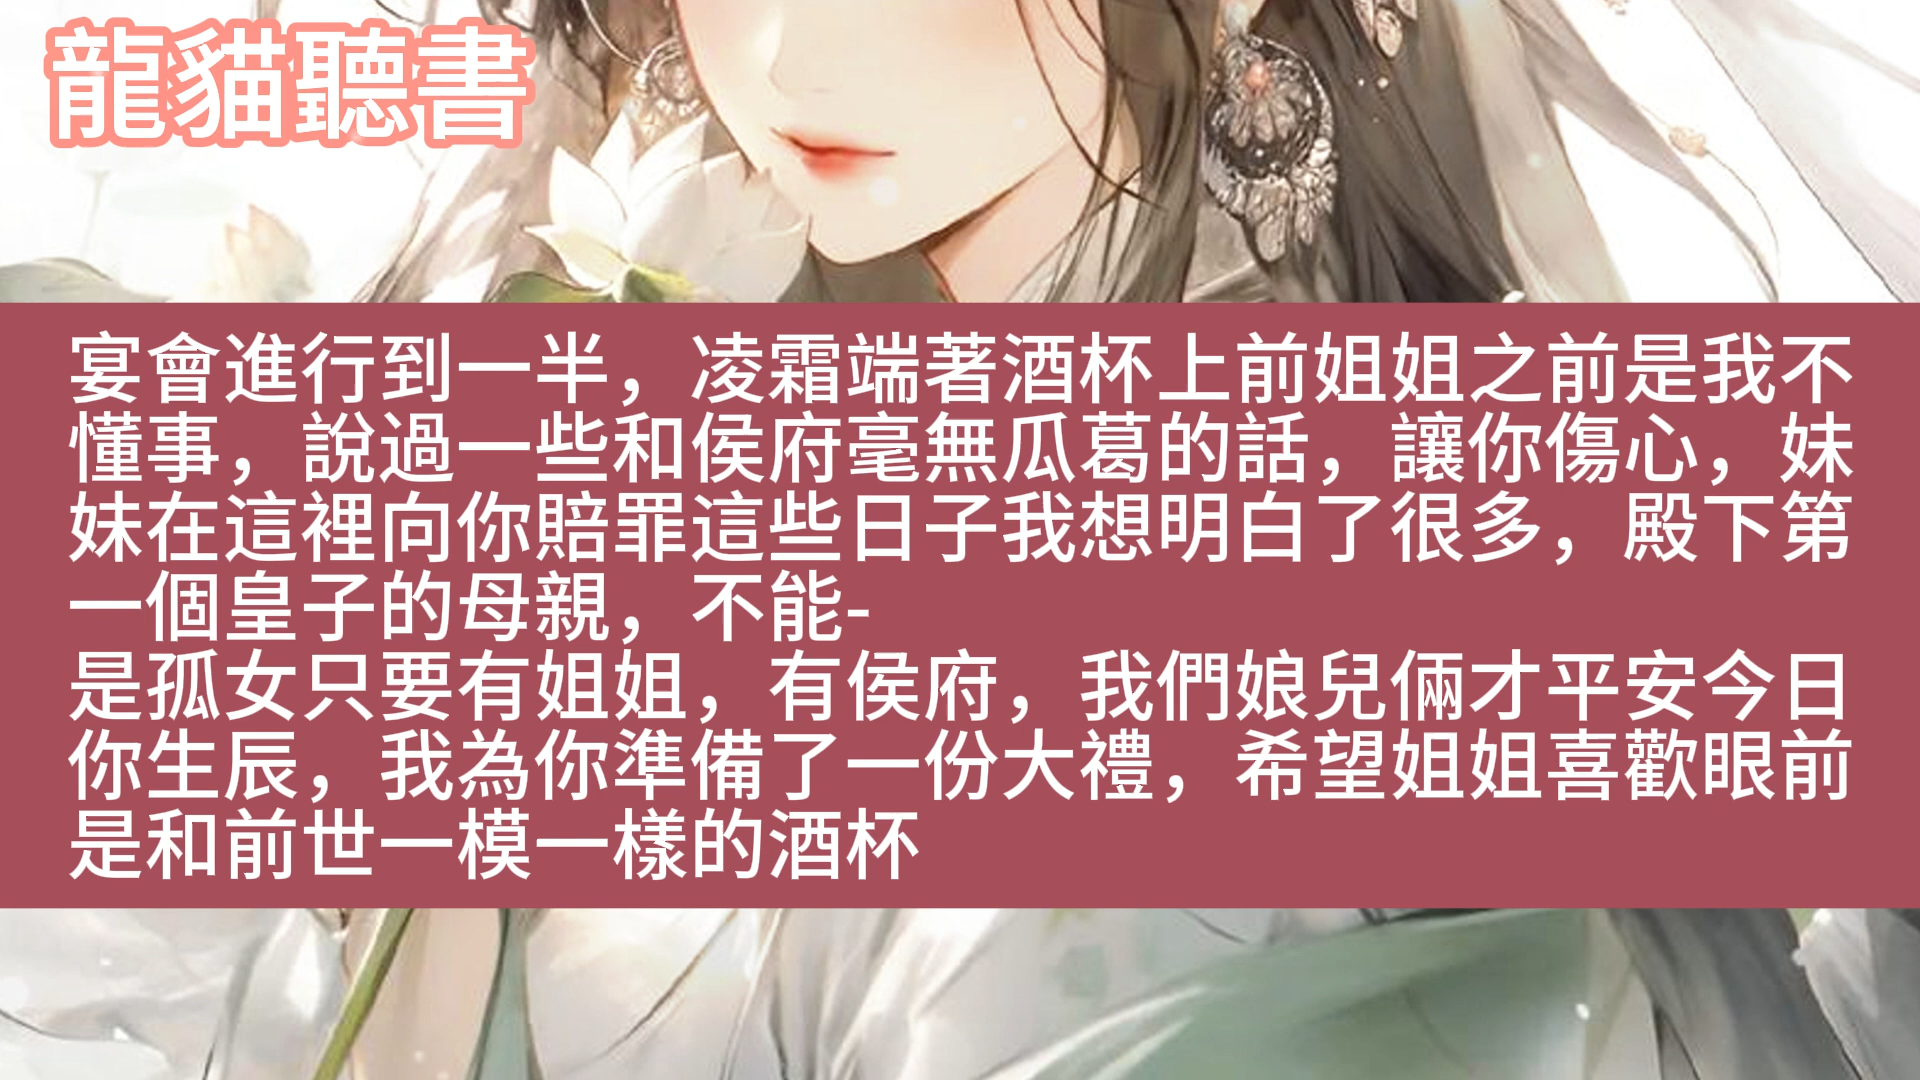 龍貓聽書
宴會進行到一半，凌霜端著酒杯上前姐姐之前是我不
懂事，說過一些和侯府毫無瓜葛的話，讓你傷心，妹
妹在這裡向你賠罪這些日子我想明白了很多，殿下第
一個皇子的母親，不能-
是孤女只要有姐姐，有侯府，我們娘兒倆才平安今日
你生辰，我為你準備了一份大禮，希望姐姐喜歡眼前
是和前世一模一樣的酒杯